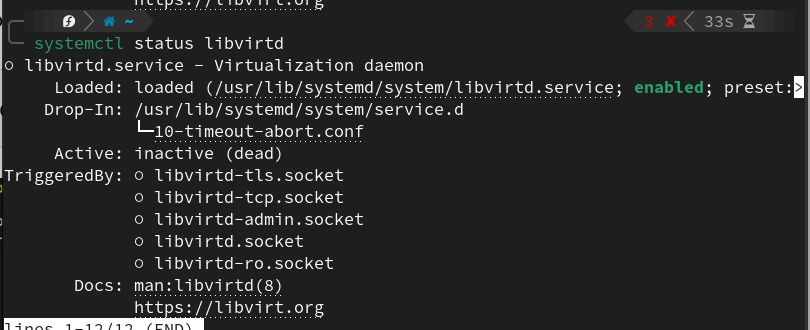 https://libvirt.org
~ 3 ✘ 33s
systemctl status libvirtd
○ libvirtd.service - Virtualization daemon
Loaded: loaded (/usr/lib/systemd/system/libvirtd.service; enabled; preset:>
Drop-In: /usr/lib/systemd/system/service.d
└─10-timeout-abort.conf
Active: inactive (dead)
TriggeredBy: ○ libvirtd-tls.socket
○ libvirtd-tcp.socket
○ libvirtd-admin.socket
○ libvirtd.socket
○ libvirtd-ro.socket
Docs: man:libvirtd(8)
https://libvirt.org
lines 1-12/12 (END)